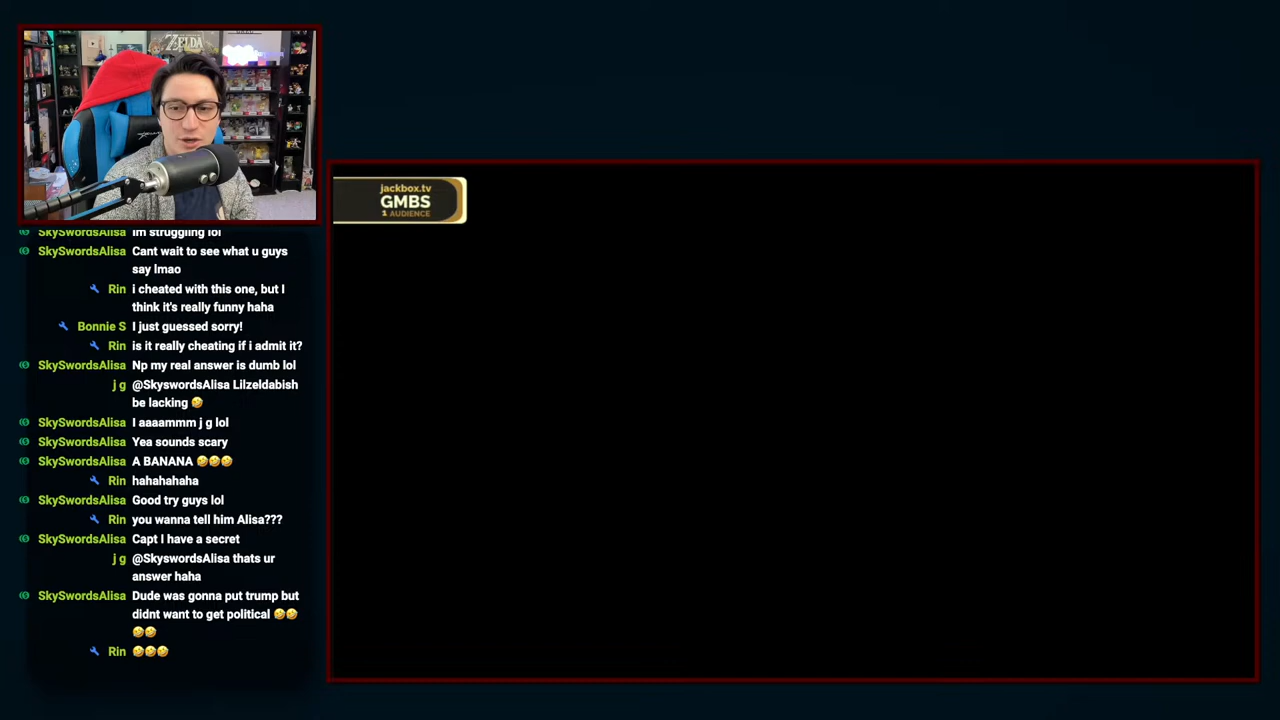 ZELDA
jackbox.tv
GMBS
1 AUDIENCE
SkySwordsAlisa Im struggling lol
SkySwordsAlisa Cant wait to see what u guys
say lmao
Rin i cheated with this one, but I
think it's really funny haha
Bonnie S I just guessed sorry!
Rin is it really cheating if i admit it?
SkySwordsAlisa Np my real answer is dumb lol
j g @SkyswordsAlisa Lilzeldabish
be lacking 🤣
SkySwordsAlisa I aaaammm j g lol
SkySwordsAlisa Yea sounds scary
SkySwordsAlisa A BANANA 🤣🤣🤣
Rin hahahahaha
SkySwordsAlisa Good try guys lol
Rin you wanna tell him Alisa???
SkySwordsAlisa Capt I have a secret
j g @SkyswordsAlisa thats ur
answer haha
SkySwordsAlisa Dude was gonna put trump but
didnt want to get political 🤣🤣
🤣🤣
Rin 🤣🤣🤣